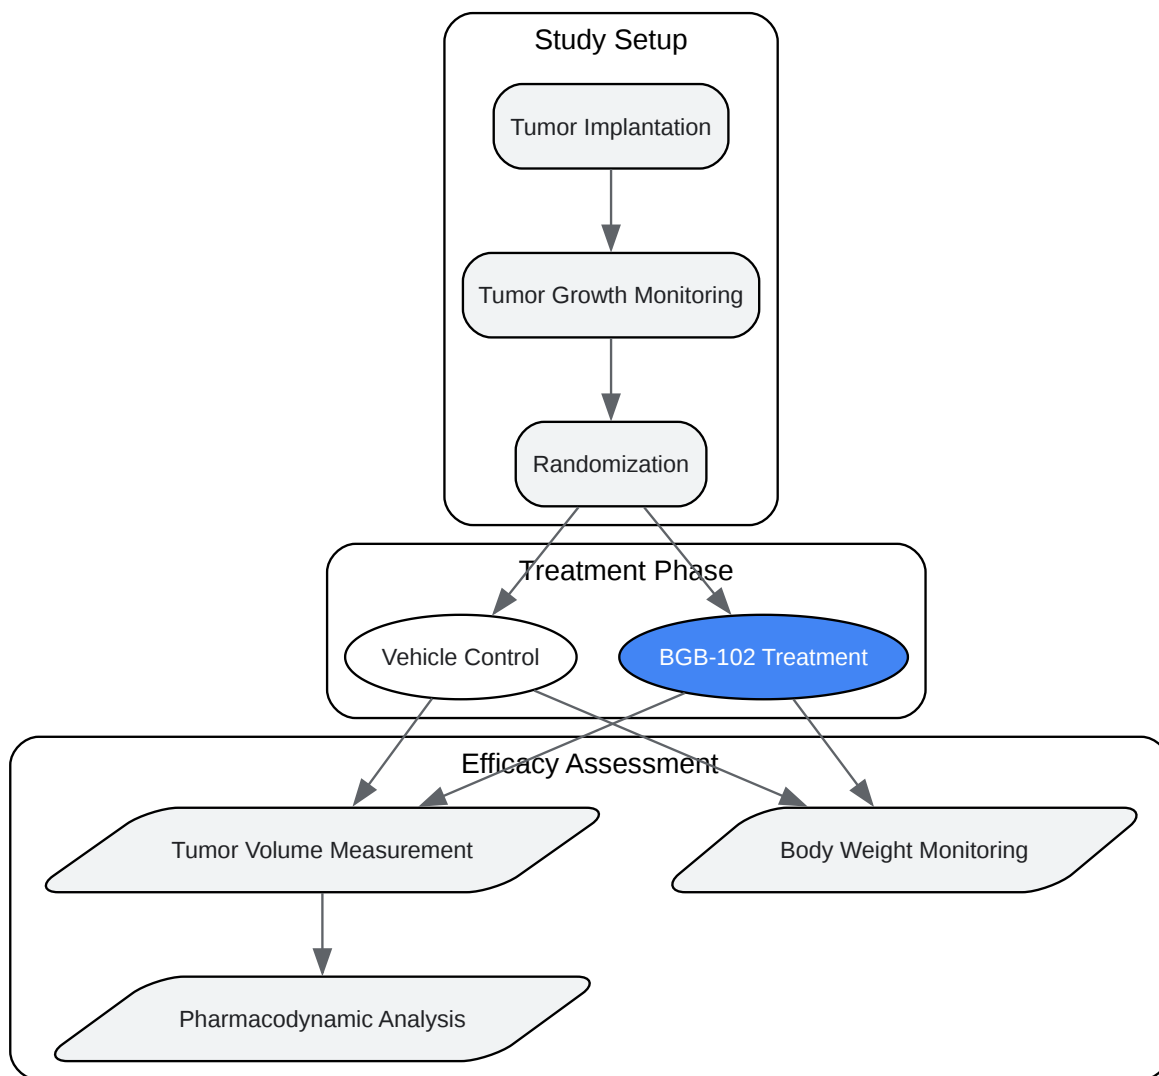 Study Setup
Tumor Implantation
Tumor Growth Monitoring
Randomization
Treatment Phase
Vehicle Control
BGB-102 Treatment
Efficacy Assessment
Tumor Volume Measurement
Body Weight Monitoring
Pharmacodynamic Analysis